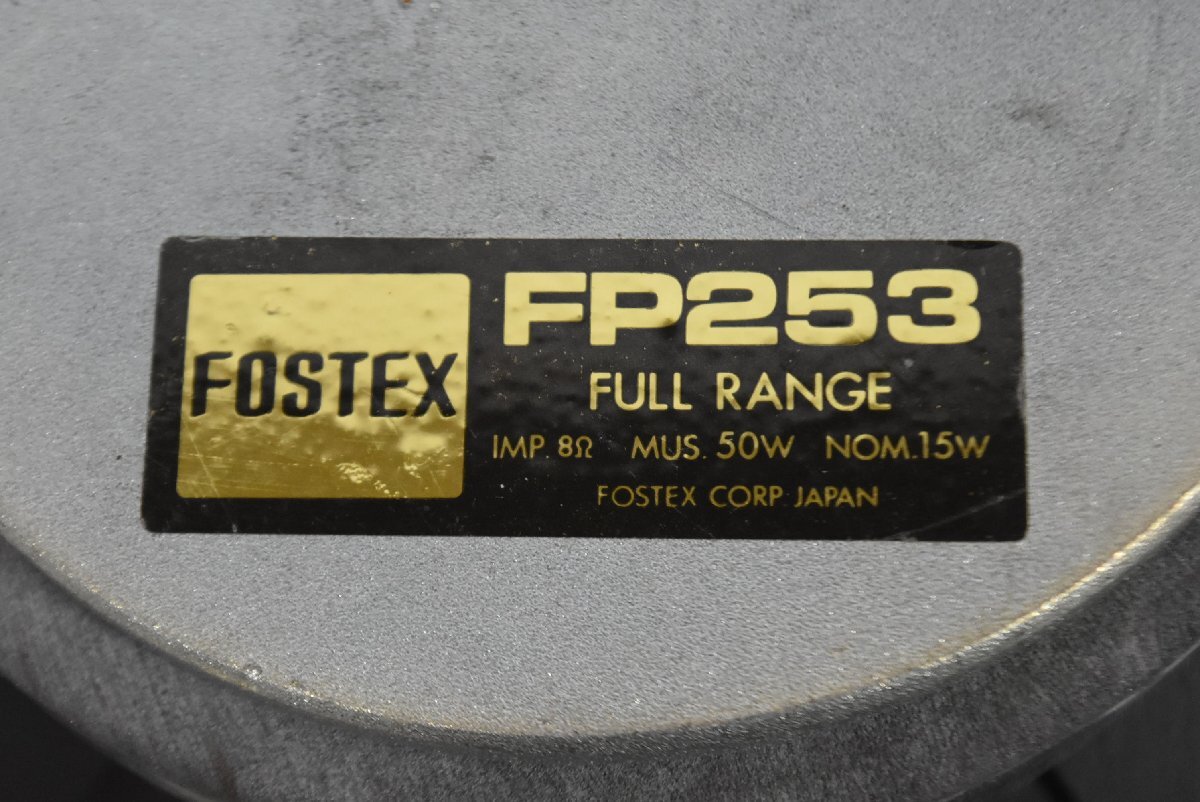 FOSTEX
FP253
FULL RANGE
IMP. 8Ω MUS. 50W NOM.15W
FOSTEX CORP. JAPAN